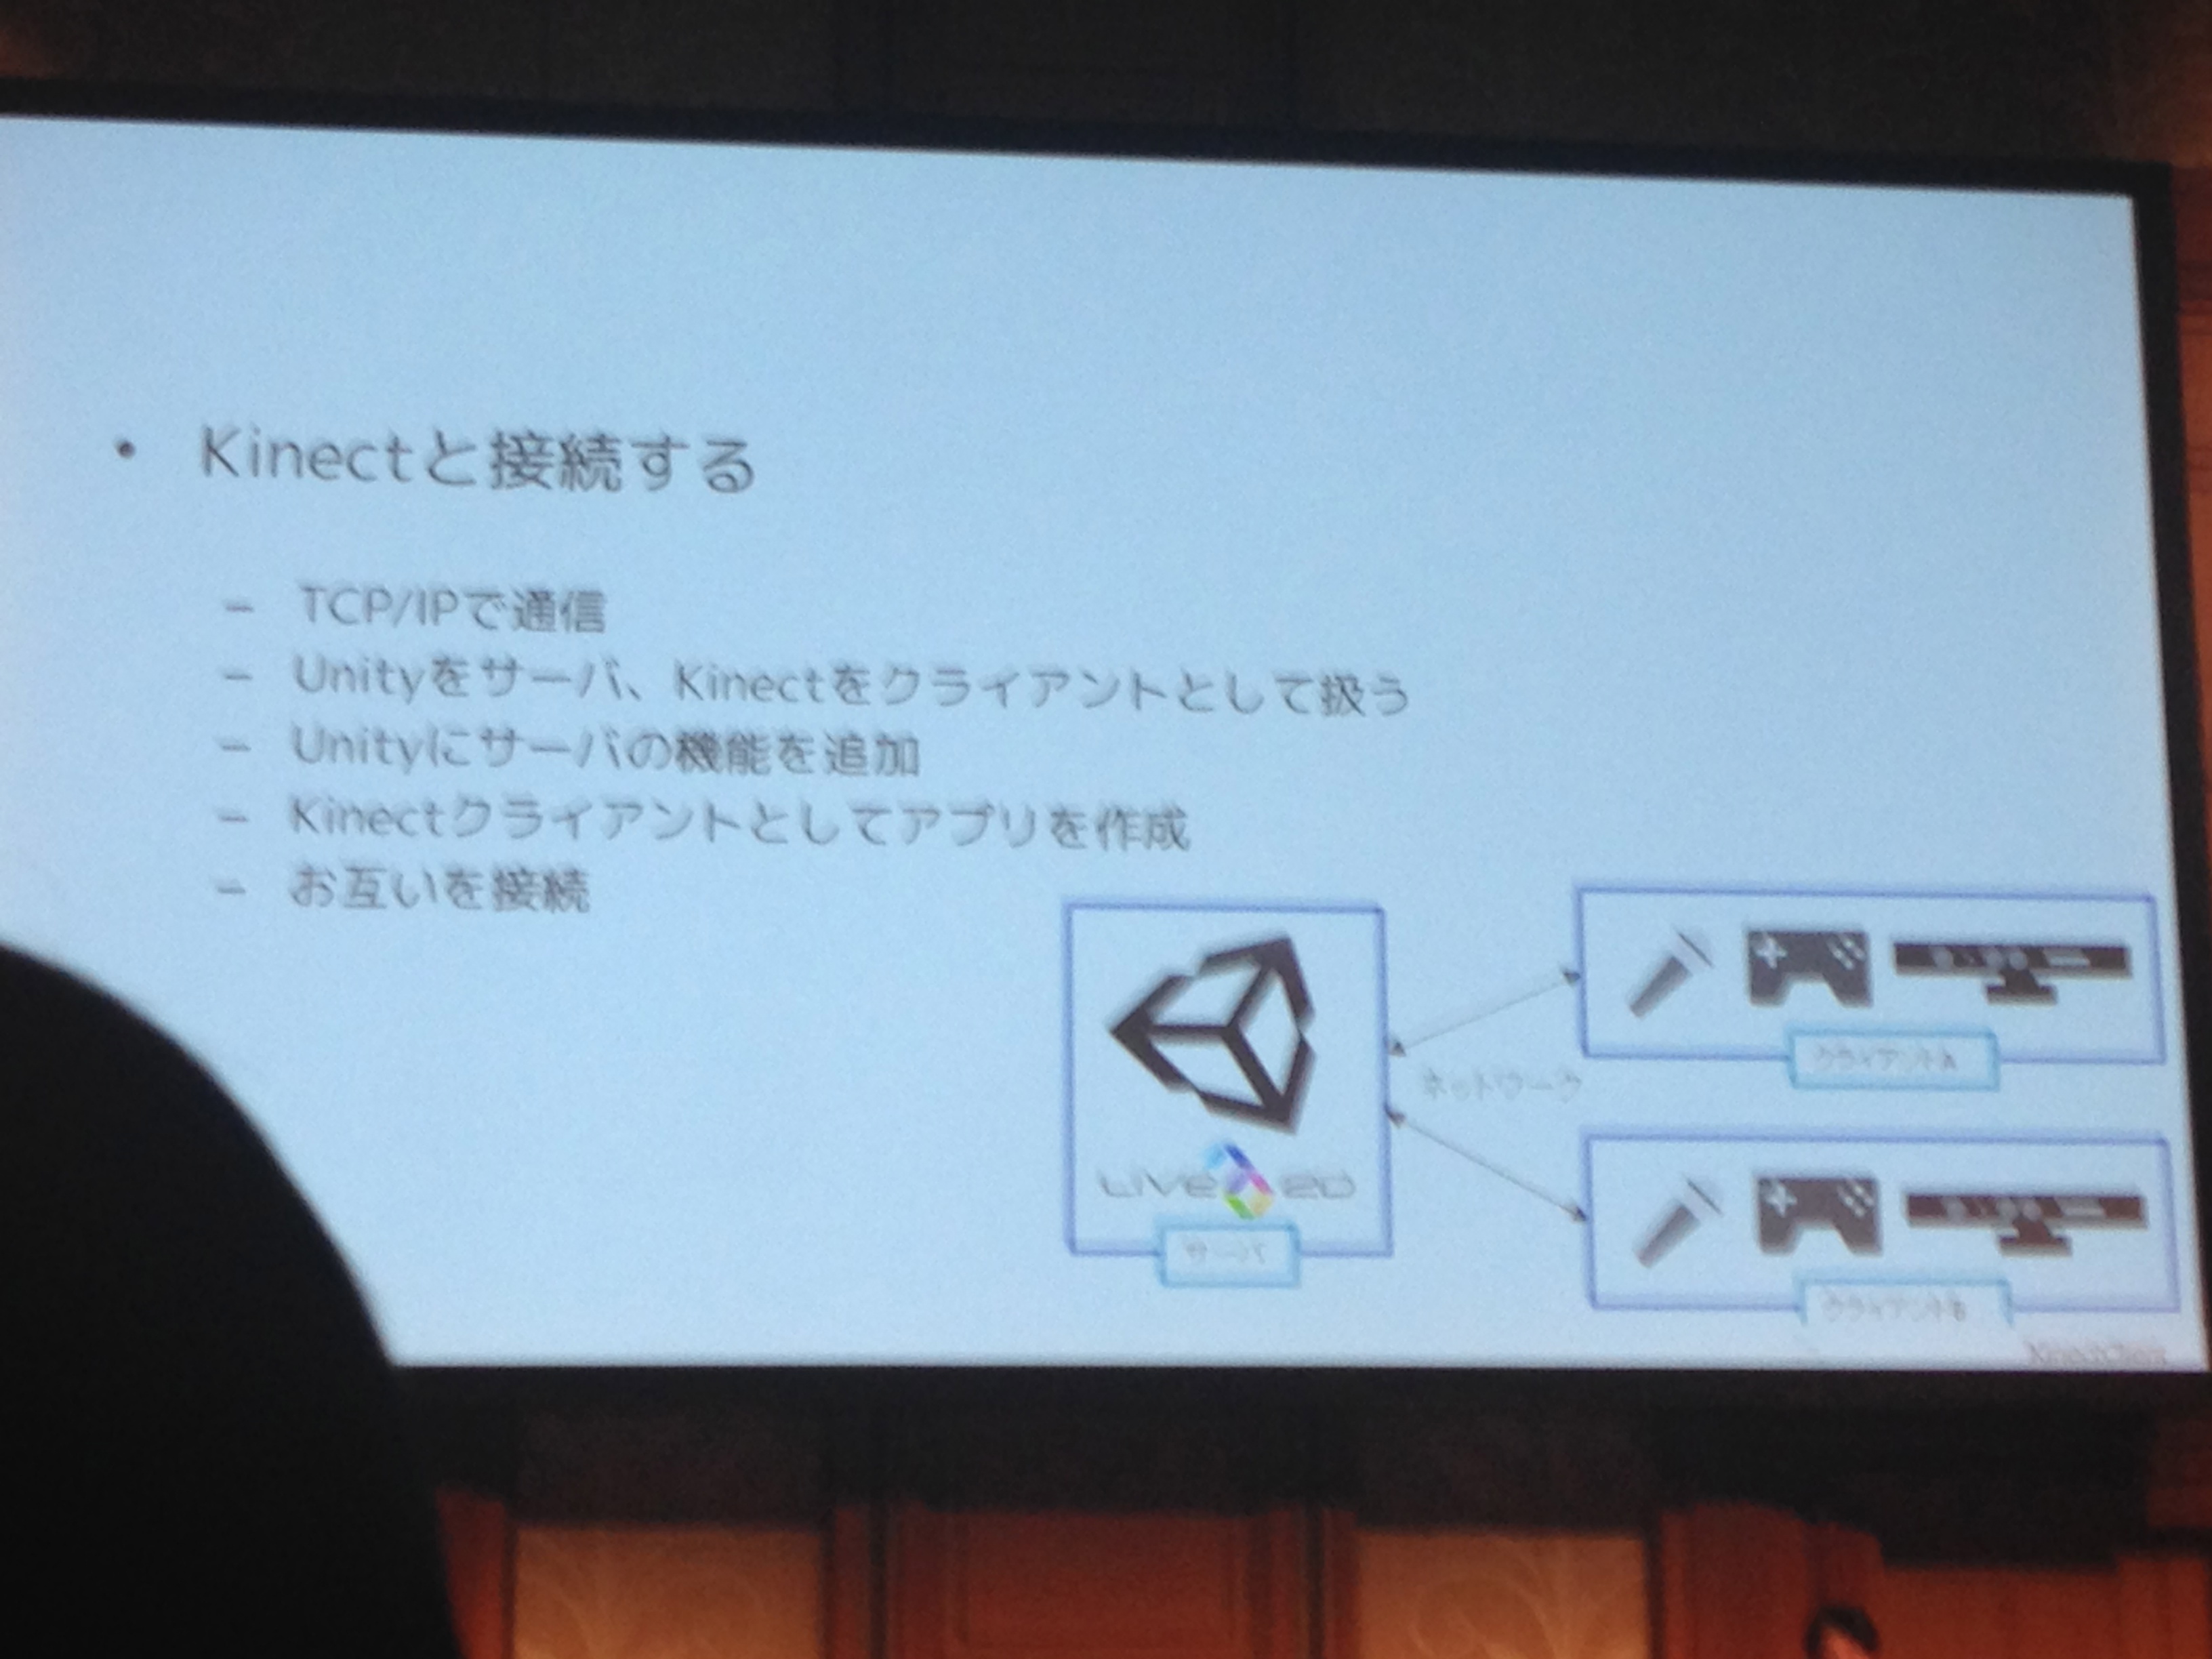 • Kinectと接続する
– TCP/IPで通信
– Unityをサーバ、Kinectをクライアントとして扱う
– Unityにサーバの機能を追加
– Kinectクライアントとしてアプリを作成
– お互いを接続
ネットワーク
クライアントA
Live2D
サーバ
クライアントB
KinectClient